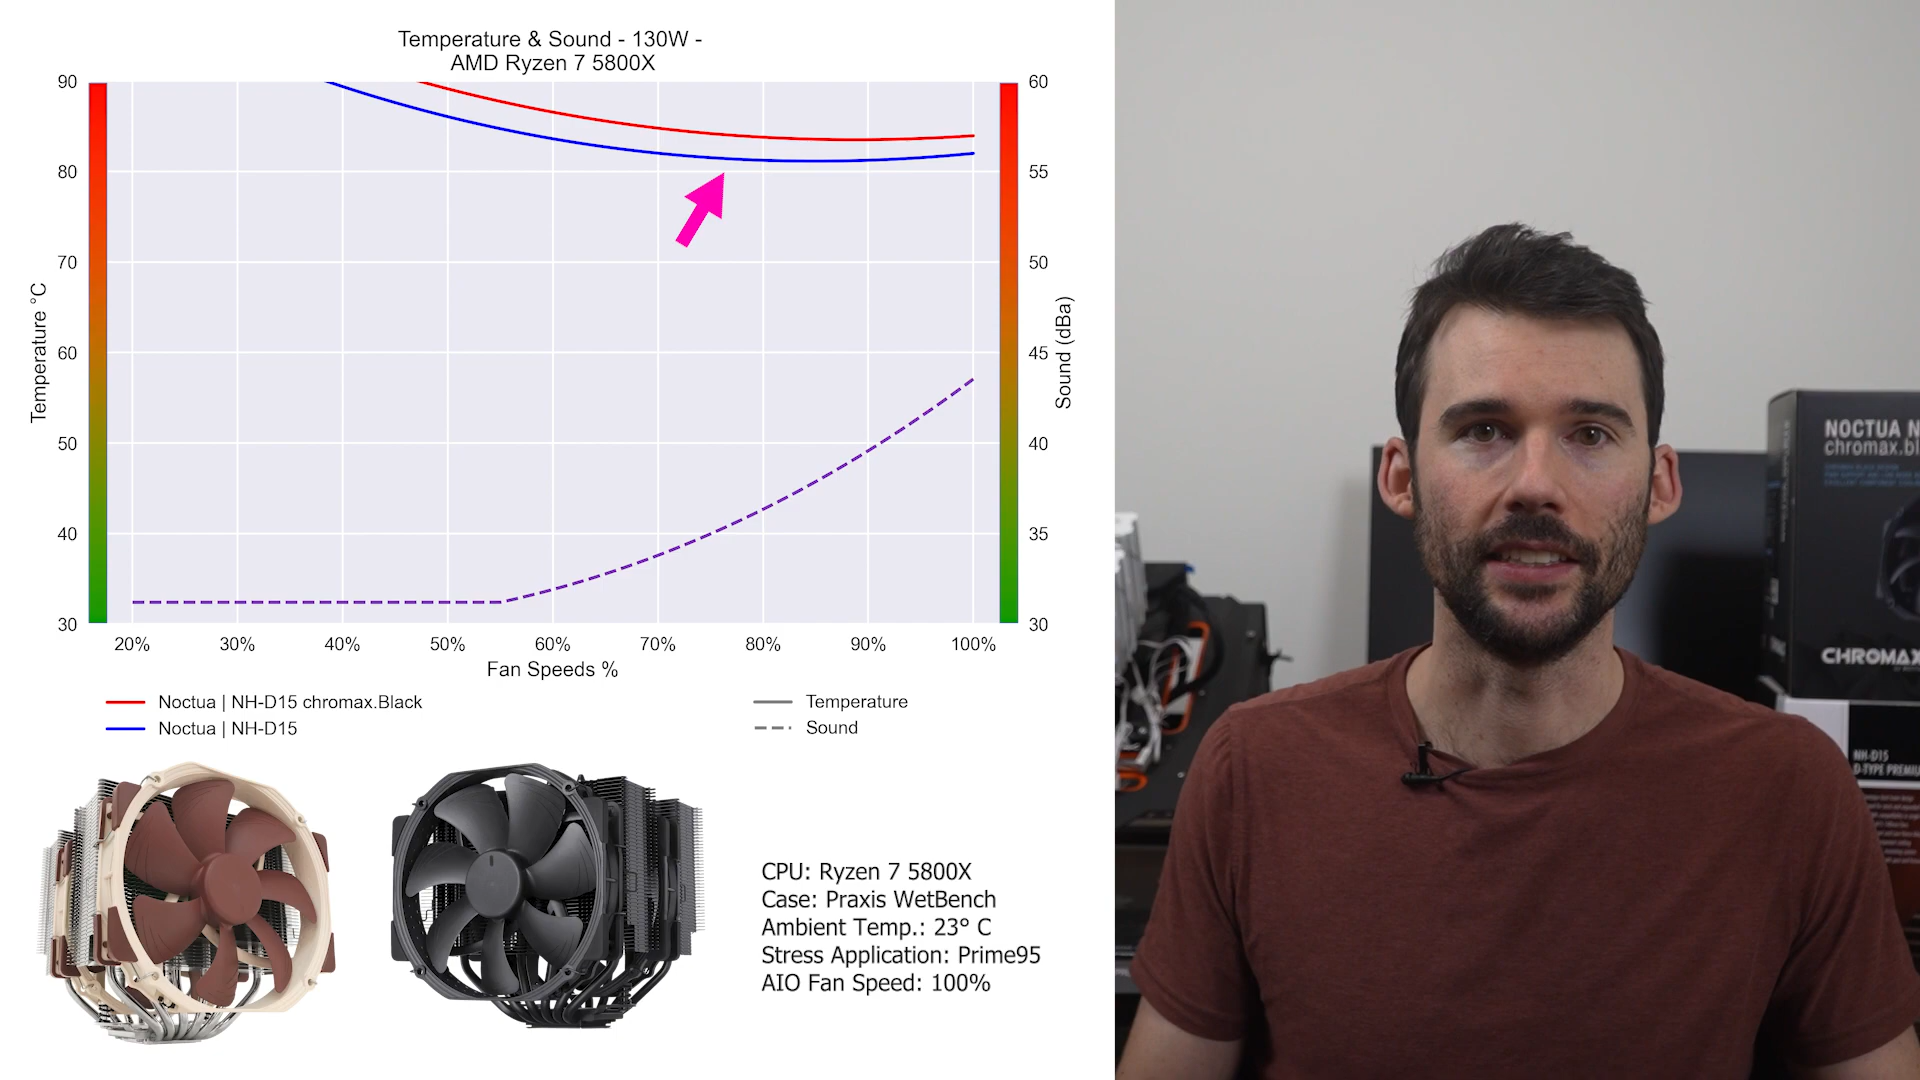 Temperature & Sound - 130W -
AMD Ryzen 7 5800X
90
80
70
60
50
40
30
Temperature °C
60
55
50
45
40
35
30
Sound (dBa)
20% 30% 40% 50% 60% 70% 80% 90% 100%
Fan Speeds %
Noctua | NH-D15 chromax.Black
Noctua | NH-D15
Temperature
Sound
CPU: Ryzen 7 5800X
Case: Praxis WetBench
Ambient Temp.: 23° C
Stress Application: Prime95
AIO Fan Speed: 100%
NOCTUA N
chromax.bl
CHROMAX
NH-D15
D-TYPE PREMIU